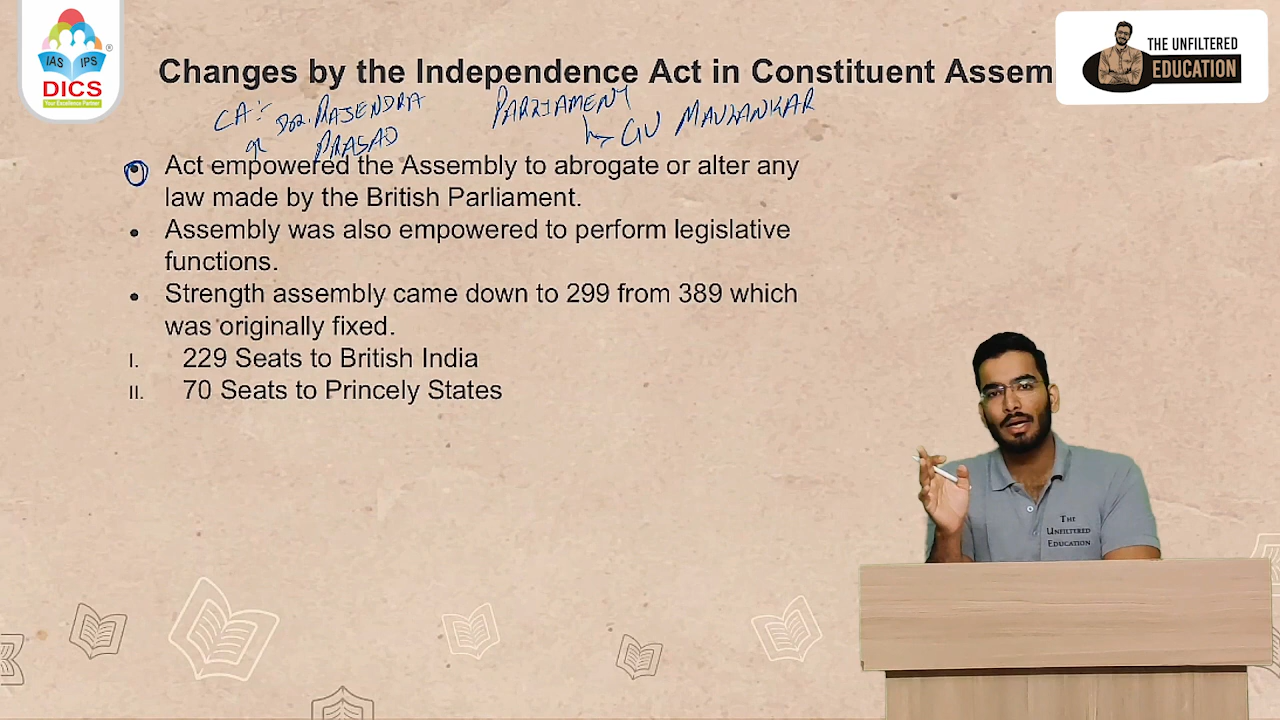 IAS IPS
®
DICS
Your Excellence Partner
THE UNFILTERED
EDUCATION
Changes by the Independence Act in Constituent Assem
CA:- DR. RAJENDRA
PRASAD
PARLIAMENT
↳ GV MAVLANKAR
• Act empowered the Assembly to abrogate or alter any
law made by the British Parliament.
• Assembly was also empowered to perform legislative
functions.
• Strength assembly came down to 299 from 389 which
was originally fixed.
I. 229 Seats to British India
II. 70 Seats to Princely States
THE
UNFILTERED
EDUCATION